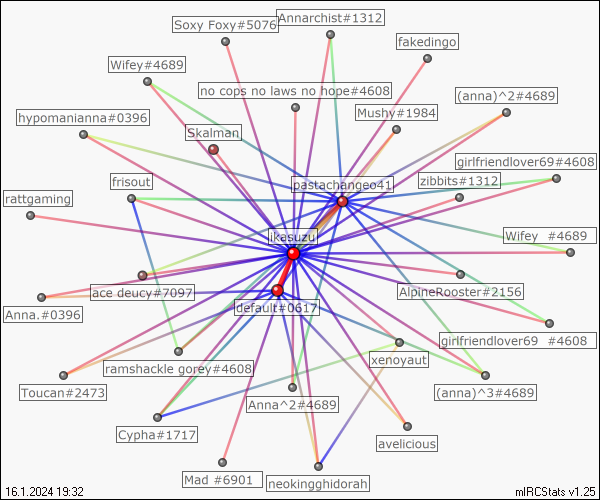 Soxy Foxy#5076
Annarchist#1312
fakedingo
Wifey#4689
no cops no laws no hope#4608
(anna)^2#4689
hypomanianna#0396
Mushy#1984
Skalman
girlfriendlover69#4608
frisout
pastachangeo41
zibbits#1312
rattgaming
ikasuzu
Wifey #4689
ace deucy#7097
AlpineRooster#2156
Anna.#0396
default#0617
girlfriendlover69 #4608
xenoyaut
ramshackle gorey#4608
Toucan#2473
Anna^2#4689
(anna)^3#4689
Cypha#1717
avelicious
Mad #6901
neokingghidorah
16.1.2024 19:32
mIRCStats v1.25